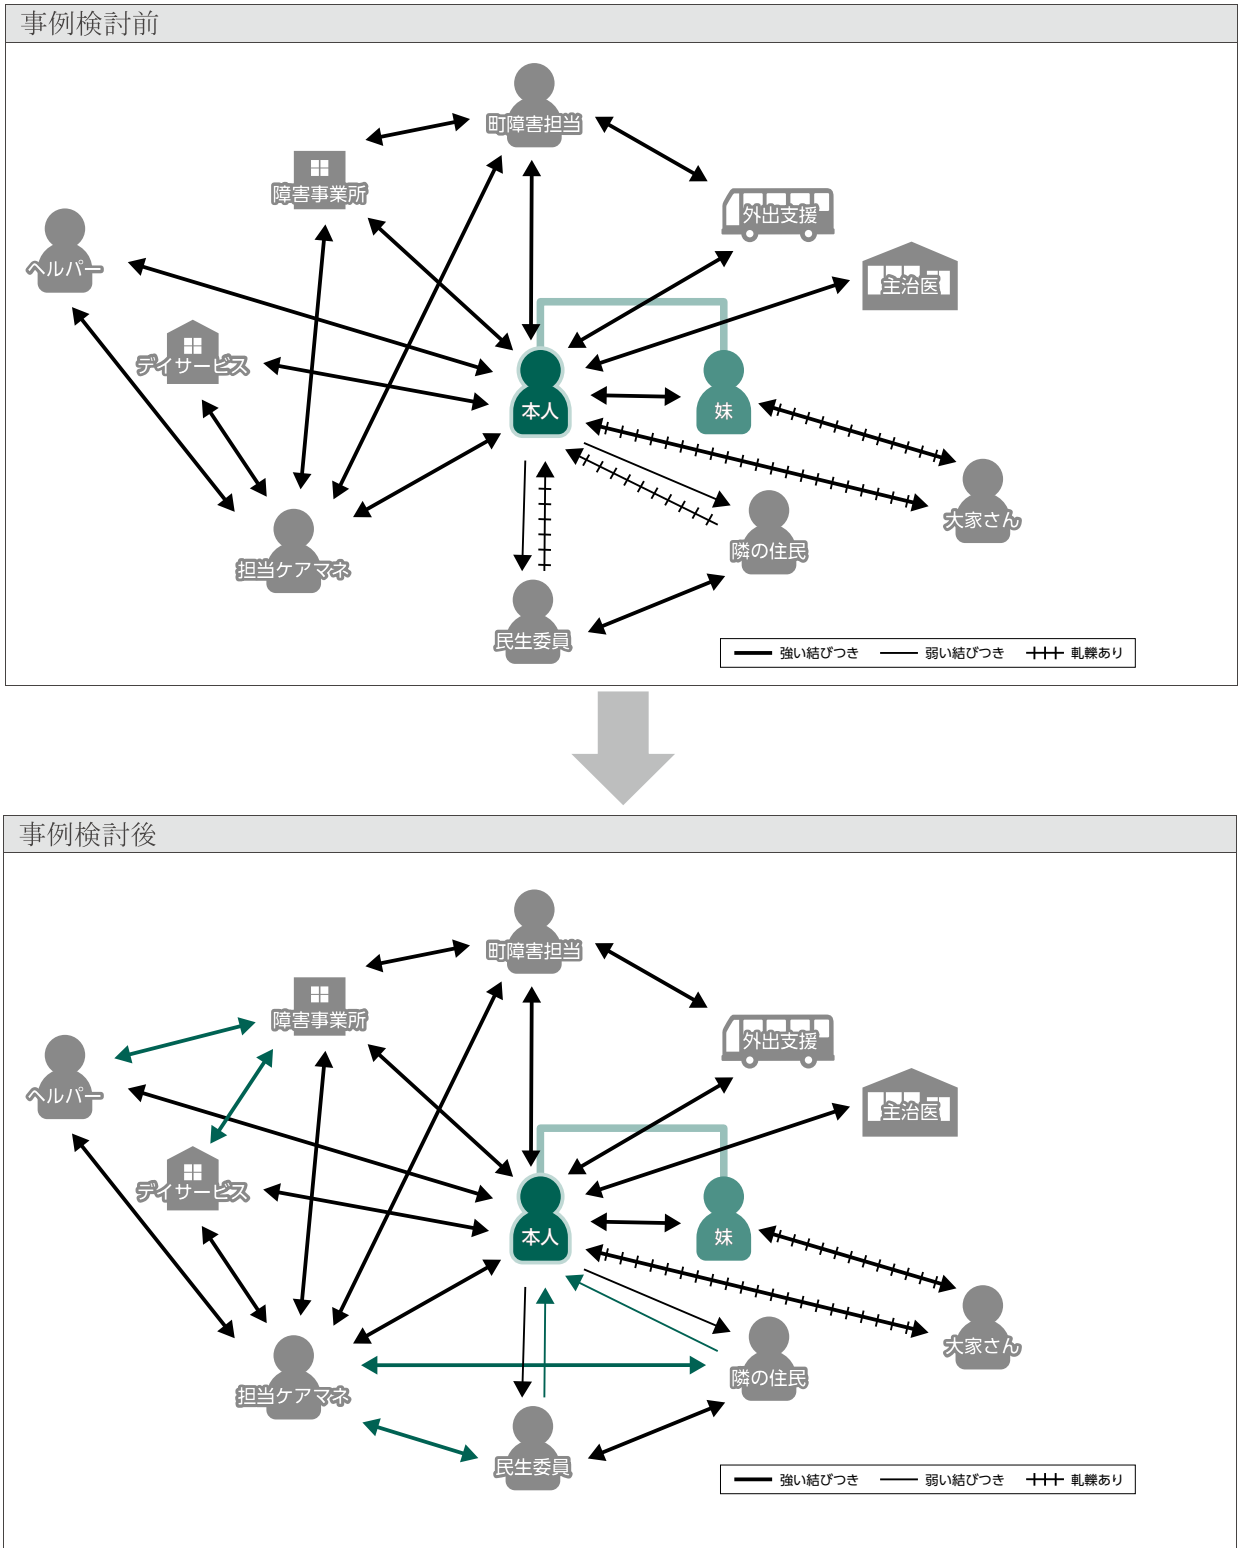 事例検討前
町障害担当
障害事業所
外出支援
ヘルパー
主治医
デイサービス
本人
妹
大家さん
隣の住民
担当ケアマネ
民生委員
強い結びつき 弱い結びつき 軋轢あり
事例検討後
町障害担当
障害事業所
外出支援
ヘルパー
主治医
デイサービス
本人
妹
大家さん
隣の住民
担当ケアマネ
民生委員
強い結びつき 弱い結びつき 軋轢あり